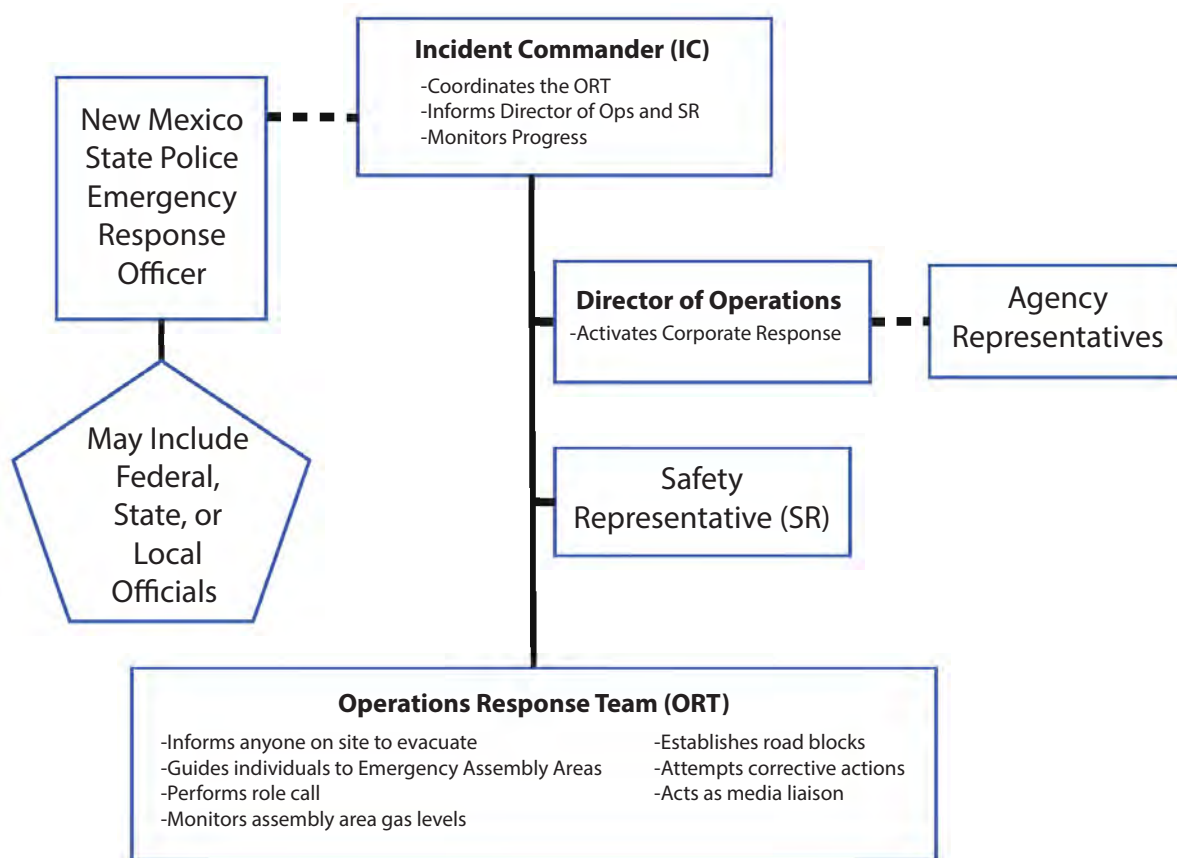 Incident Commander (IC)
-Coordinates the ORT
-Informs Director of Ops and SR
-Monitors Progress
New Mexico
State Police
Emergency
Response
Officer
Director of Operations
-Activates Corporate Response
Agency
Representatives
May Include
Federal,
State, or
Local
Officials
Safety
Representative (SR)
Operations Response Team (ORT)
-Informs anyone on site to evacuate
-Guides individuals to Emergency Assembly Areas
-Performs role call
-Monitors assembly area gas levels
-Establishes road blocks
-Attempts corrective actions
-Acts as media liaison